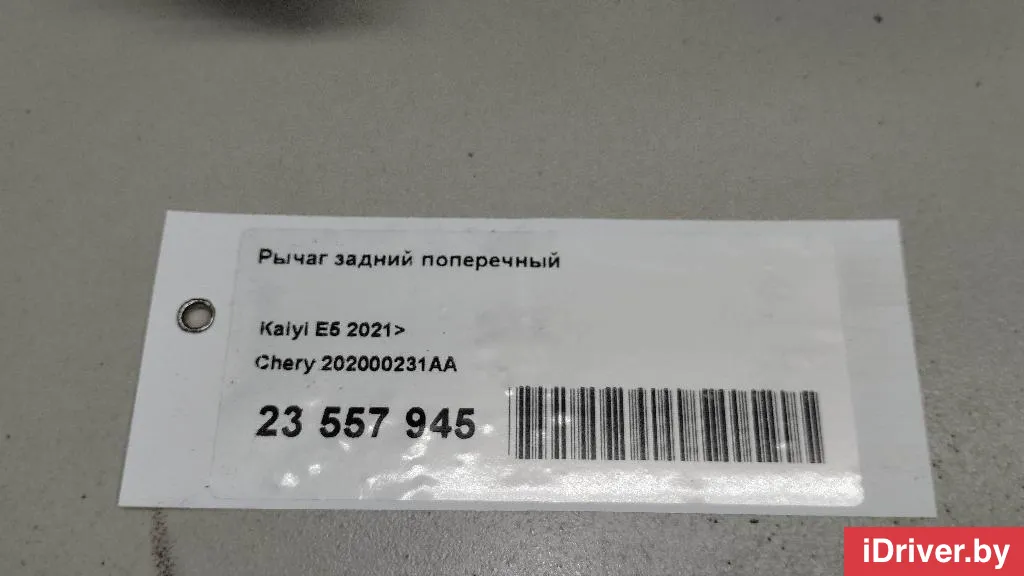 Рычаг задний поперечный
Kaiyi E5 2021>
Chery 202000231AA
23 557 945
iDriver.by